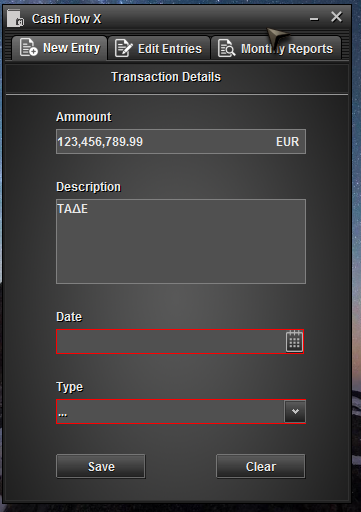 Cash Flow X
New Entry Edit Entries Monthly Reports
Transaction Details
Ammount
123,456,789.99 EUR
Description
ΤΑΔΕ
Date
Type
...
Save Clear